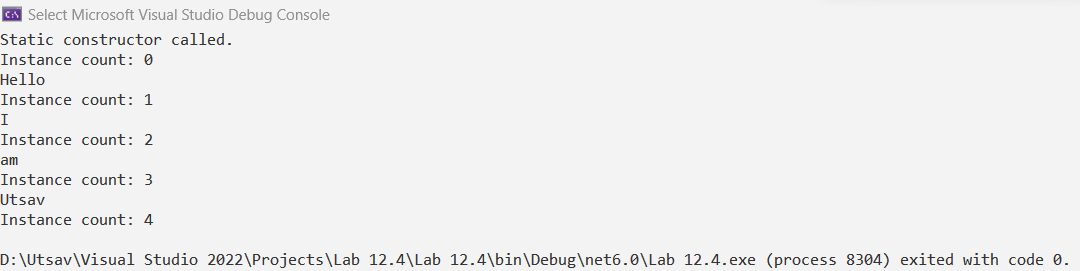 Select Microsoft Visual Studio Debug Console
Static constructor called.
Instance count: 0
Hello
Instance count: 1
I
Instance count: 2
am
Instance count: 3
Utsav
Instance count: 4
D:\Utsav\Visual Studio 2022\Projects\Lab 12.4\Lab 12.4\bin\Debug\net6.0\Lab 12.4.exe (process 8304) exited with code 0.